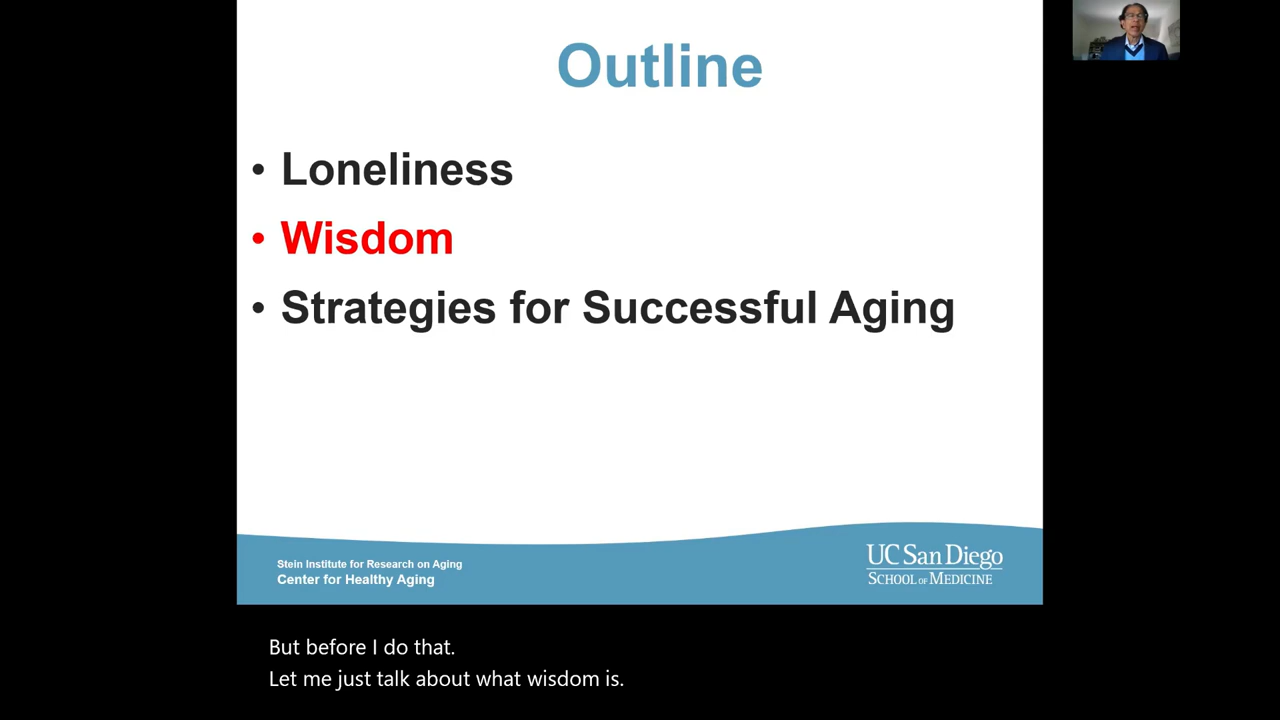 Outline
• Loneliness
• Wisdom
• Strategies for Successful Aging
Stein Institute for Research on Aging
Center for Healthy Aging
UC San Diego
SCHOOL OF MEDICINE
But before I do that.
Let me just talk about what wisdom is.